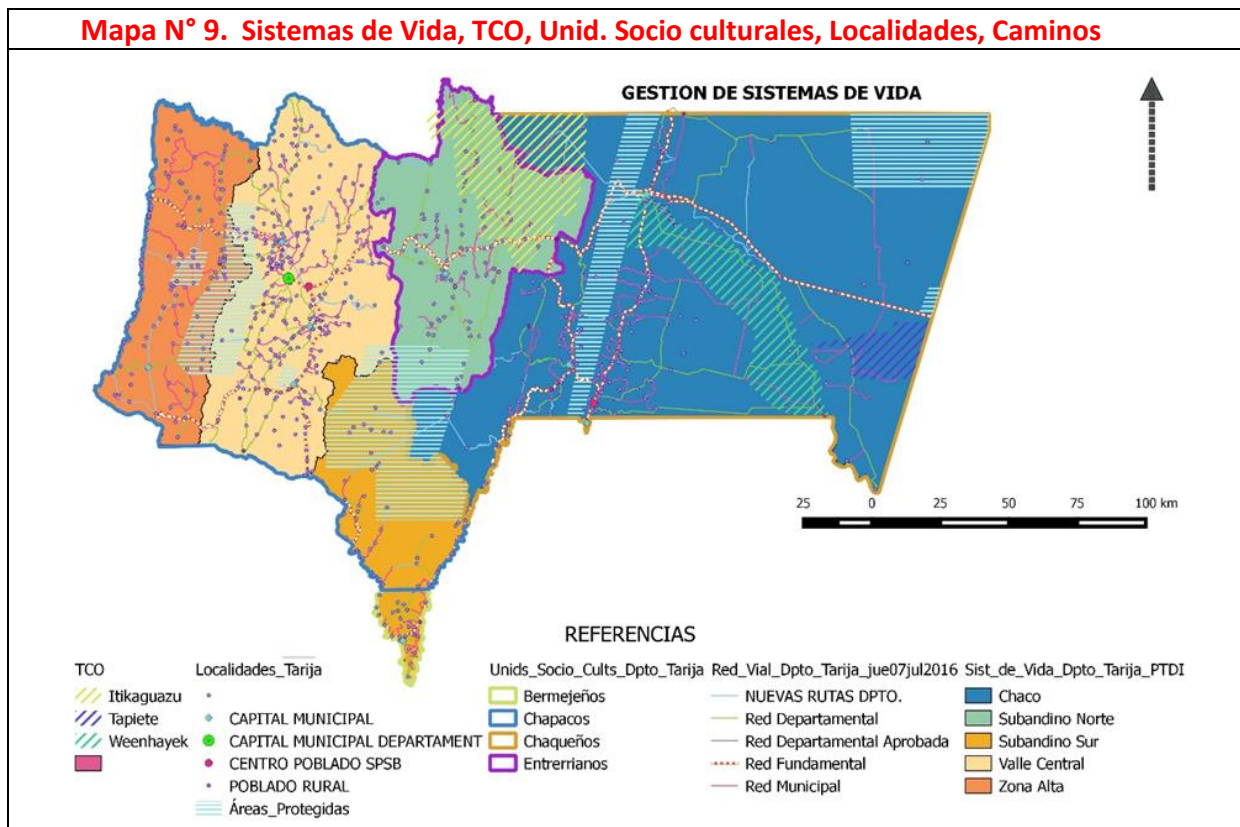 Mapa N° 9. Sistemas de Vida, TCO, Unid. Socio culturales, Localidades, Caminos
GESTION DE SISTEMAS DE VIDA
25 0 25 50 75 100 km
REFERENCIAS
TCO
Itikaguazu
Tapiete
Weenhayek
Localidades_Tarija
CAPITAL MUNICIPAL
CAPITAL MUNICIPAL DEPARTAMENT
CENTRO POBLADO SPSB
POBLADO RURAL
Áreas_Protegidas
Unids_Socio_Cults_Dpto_Tarija
Bermejeños
Chapacos
Chaqueños
Entrerrianos
Red_Vial_Dpto_Tarija_jue07jul2016
NUEVAS RUTAS DPTO.
Red Departamental
Red Departamental Aprobada
Red Fundamental
Red Municipal
Sist_de_Vida_Dpto_Tarija_PTDI
Chaco
Subandino Norte
Subandino Sur
Valle Central
Zona Alta